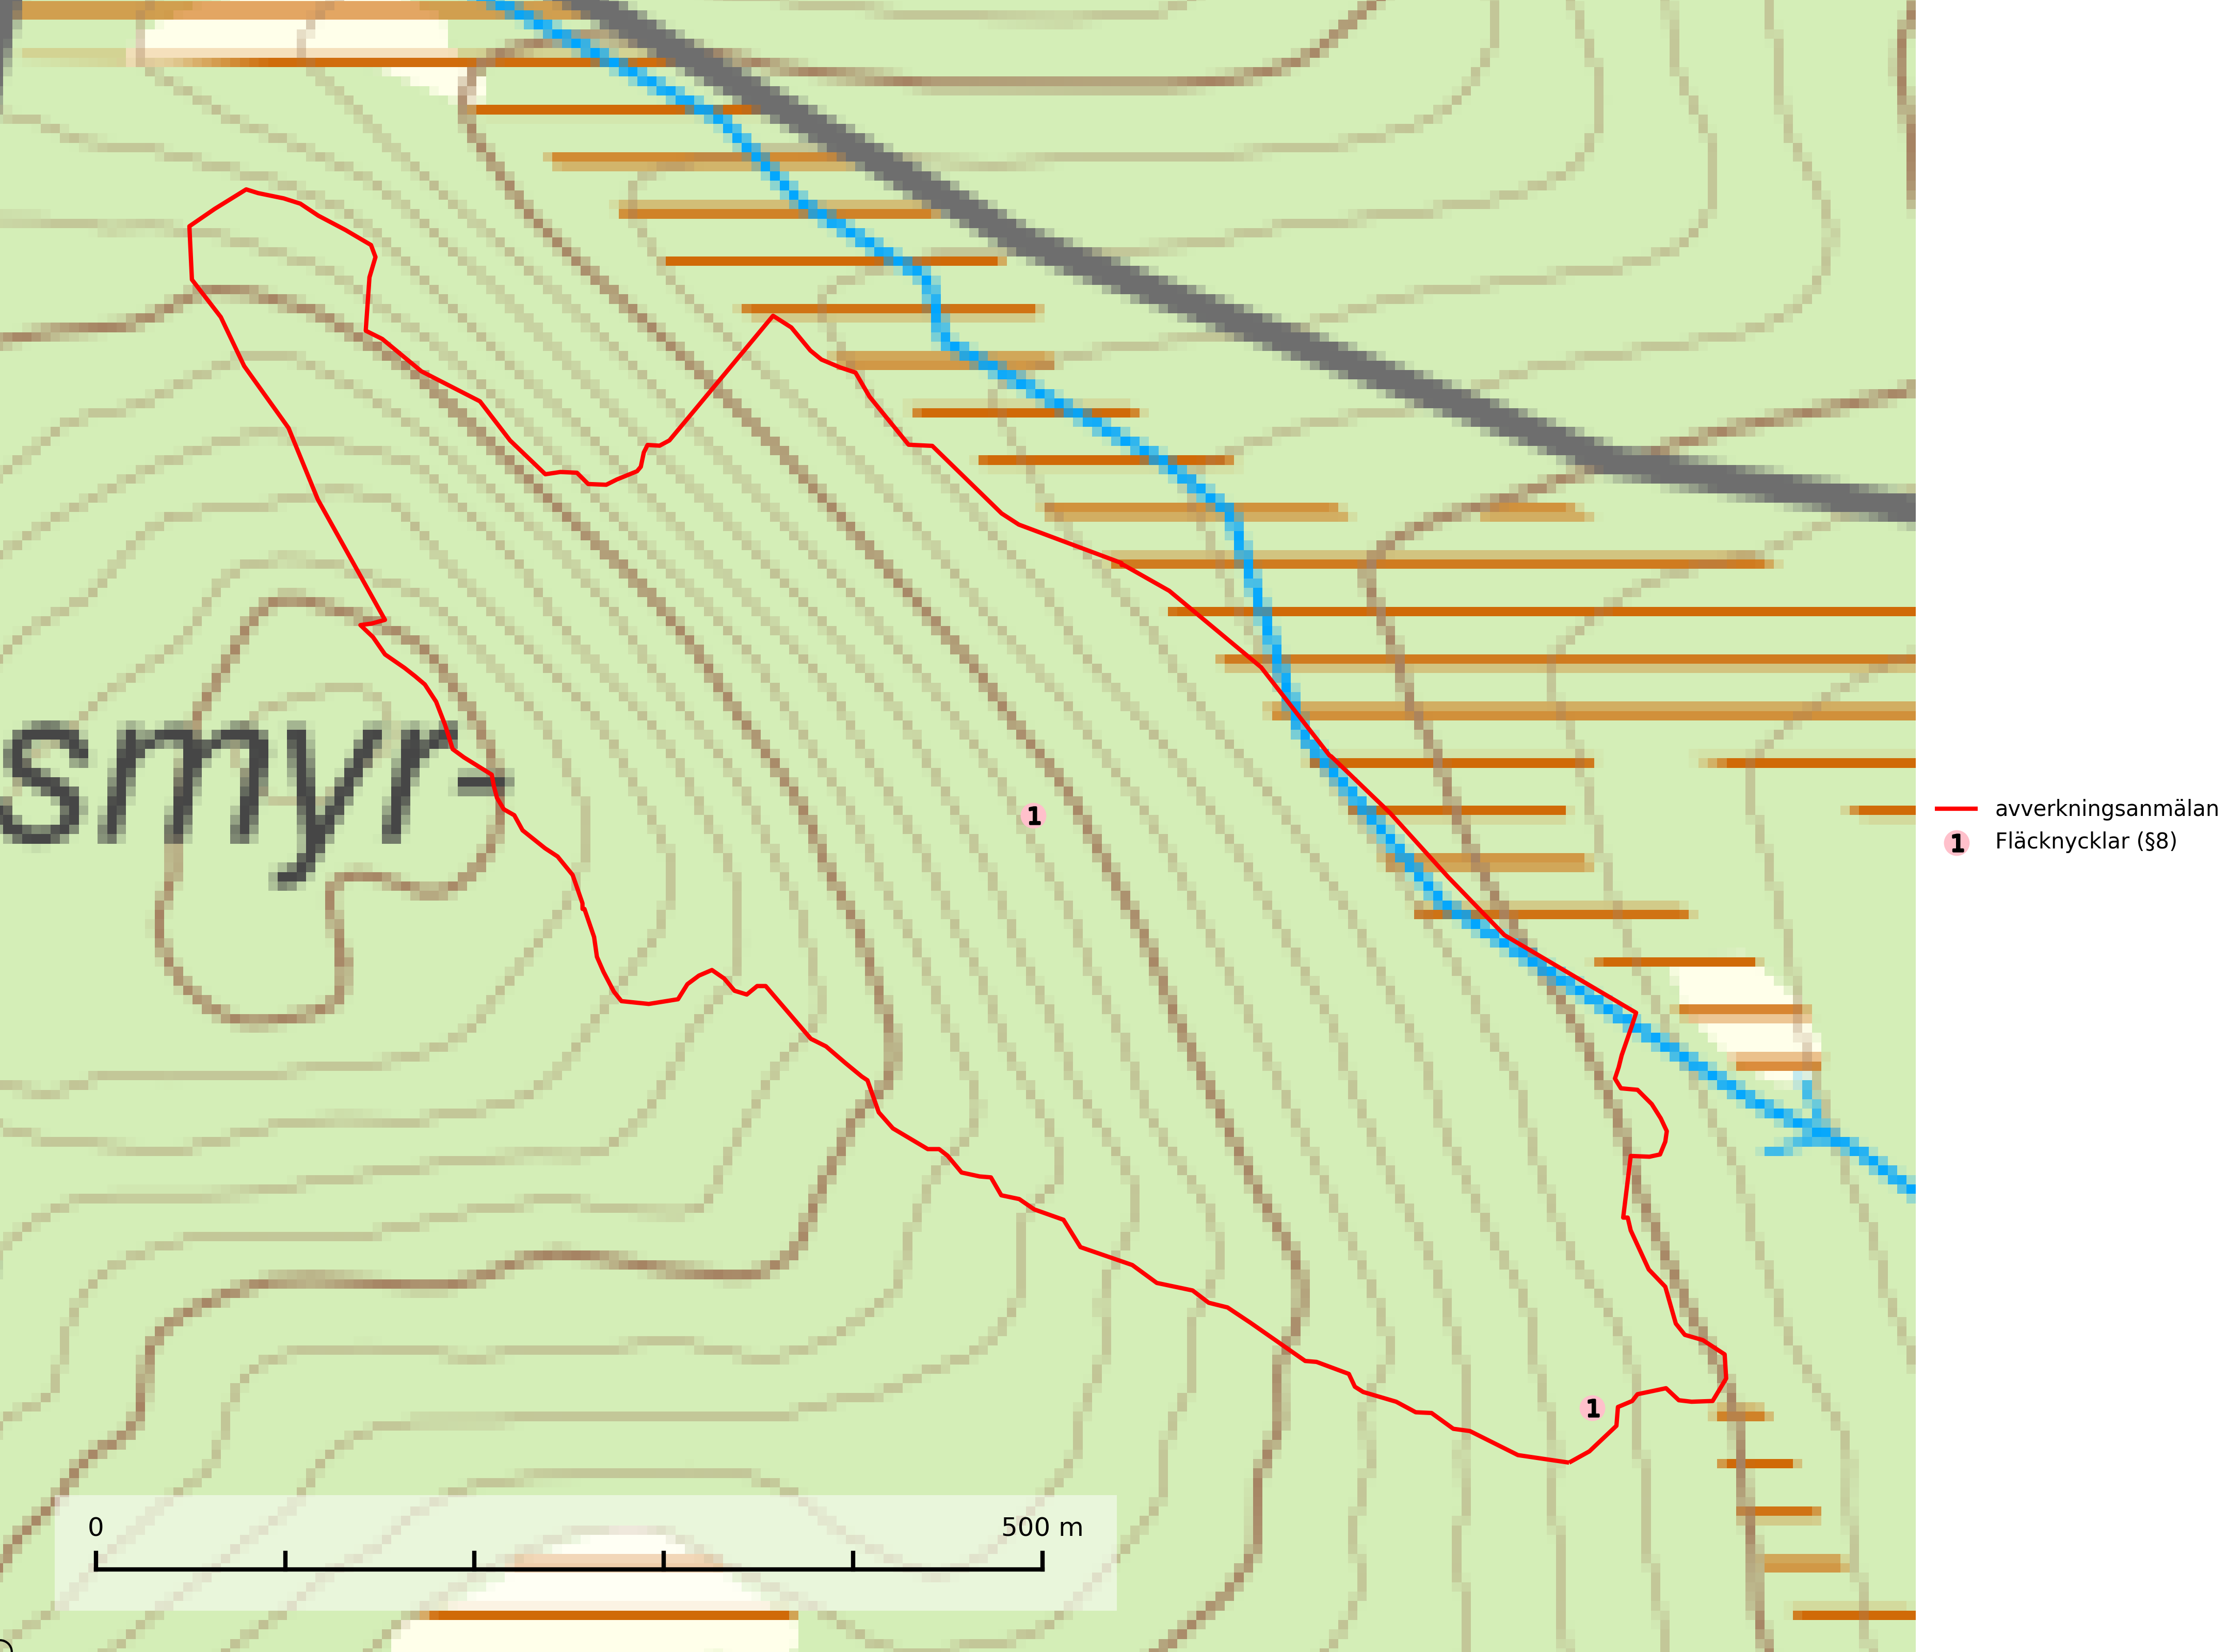 smyr-
1
1
avverkningsanmälan
1 Fläcknycklar (§8)
0 500 m